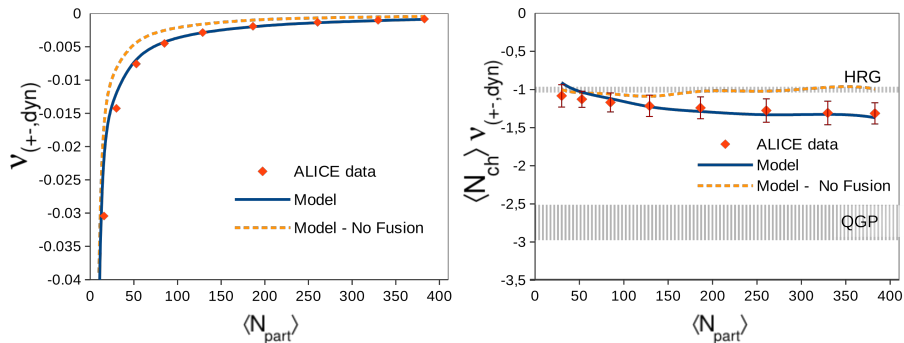 0
-0.005
-0.01
-0.015
-0.02
-0.025
-0.03
-0.035
-0.04
ν(+-,dyn)
ALICE data
Model
Model - No Fusion
0 50 100 150 200 250 300 350 400
⟨Npart⟩
0
-0,5
-1
-1,5
-2
-2,5
-3
-3,5
⟨Nch⟩ ν(+-,dyn)
HRG
ALICE data
Model
Model - No Fusion
QGP
0 50 100 150 200 250 300 350 400
⟨Npart⟩